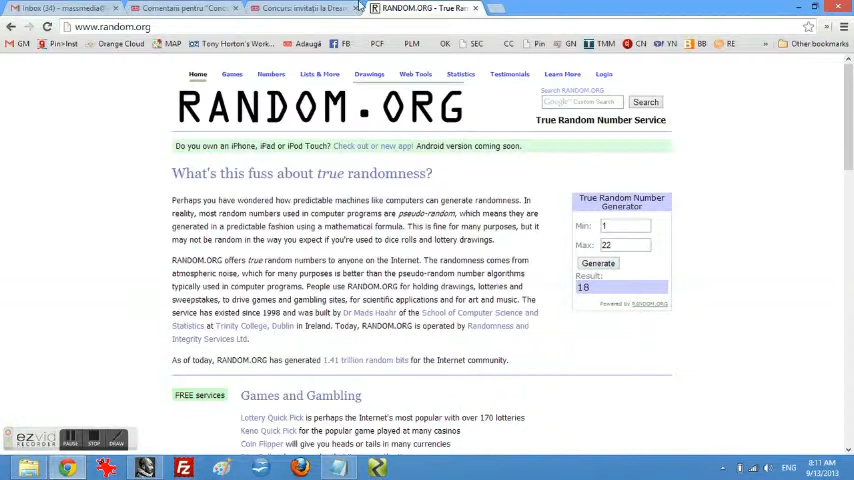 Inbox (34) - massmedia@
Comentarii pentru "Conc
Concurs: invitații la Dream
RANDOM.ORG - True Ran
www.random.org
GM
Pin>Inst
Orange Cloud
MAP
Format by ...
Adaugă
FB
PCF
PLM
OK
SEC
Pin
GN
TMM
CN
YN
BB
RE
Other bookmarks
Home Games Numbers Lists & More Drawings Web Tools Statistics Testimonials Learn More Login
Search RANDOM.ORG
Google™ Custom Search
Search
RANDOM.ORG
True Random Number Service
Do you own an iPhone, iPad or iPod Touch? Check out or new app! Android version coming soon.
What's this fuss about true randomness?
Perhaps you have wondered how predictable machines like computers can generate randomness. In
reality, most random numbers used in computer programs are pseudo-random, which means they are
generated in a predictable fashion using a mathematical formula. This is fine for many purposes, but it
may not be random in the way you expect if you're used to dice rolls and lottery drawings.
RANDOM.ORG offers true random numbers to anyone on the Internet. The randomness comes from
atmospheric noise, which for many purposes is better than the pseudo-random number algorithms
typically used in computer programs. People use RANDOM.ORG for holding drawings, lotteries and
sweepstakes, to drive games and gambling sites, for scientific applications and for art and music. The
service has existed since 1998 and was built by Dr Mads Haahr of the School of Computer Science and
Statistics at Trinity College, Dublin in Ireland. Today, RANDOM.ORG is operated by Randomness and
Integrity Services Ltd.
As of today, RANDOM.ORG has generated 1.41 trillion random bits for the Internet community.
True Random Number
Generator
Min: 1
Max: 22
Generate
Result:
18
Powered by RANDOM.ORG
FREE services
Games and Gambling
Lottery Quick Pick is perhaps the Internet's most popular with over 170 lotteries
Keno Quick Pick for the popular game played at many casinos
Coin Flipper will give you heads or tails in many currencies
ezvid
RECORDER
PAUSE
STOP
DRAW
ENG
8:11 AM
9/13/2013